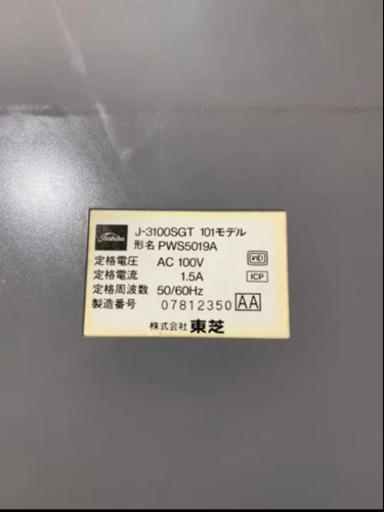 Toshiba
J-3100SGT 101モデル
形名 PWS5019A
定格電圧 AC 100V
定格電流 1.5A
ICP
定格周波数 50/60Hz
製造番号 07812350 AA
株式会社 東芝